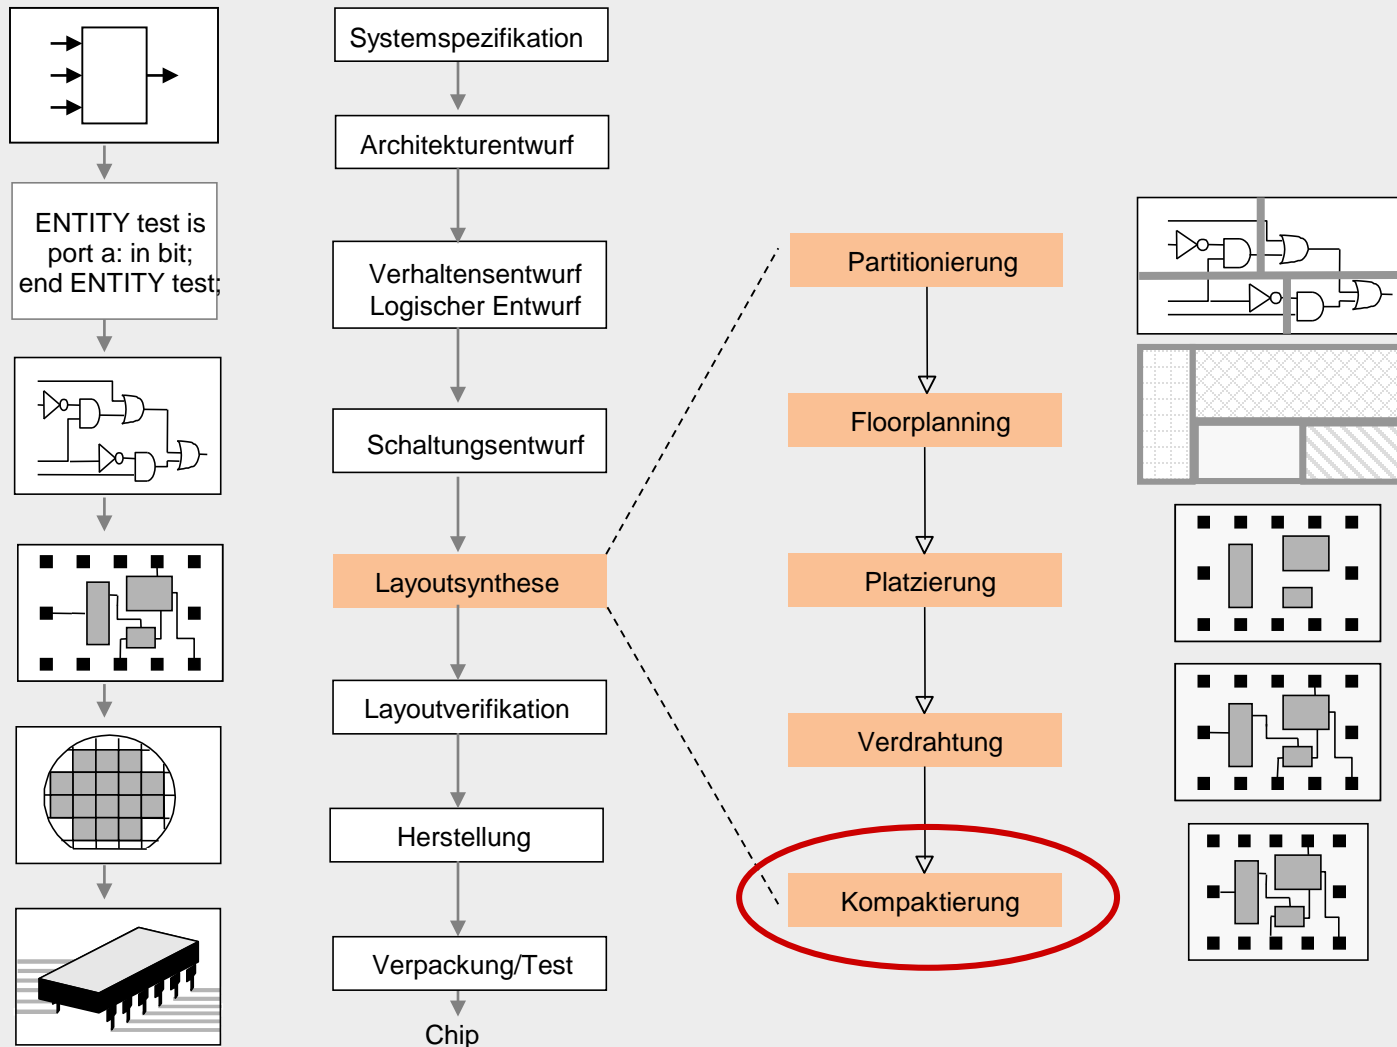 Systemspezifikation
Architekturentwurf
ENTITY test is
port a: in bit;
end ENTITY test;
Verhaltensentwurf
Logischer Entwurf
Schaltungsentwurf
Layoutsynthese
Layoutverifikation
Herstellung
Verpackung/Test
Chip
Partitionierung
Floorplanning
Platzierung
Verdrahtung
Kompaktierung